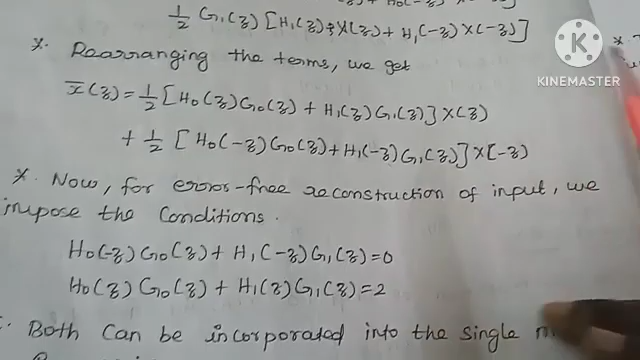 1/2 G₁(z) [H₁(z) X(z) + H₁(-z) X(-z)]
*. Rearranging the terms, we get
X̄(z) = 1/2 [H₀(z)G₀(z) + H₁(z)G₁(z)] X(z)
+ 1/2 [H₀(-z)G₀(z) + H₁(-z)G₁(z)] X(-z)
*. Now, for error-free reconstruction of input, we
impose the conditions.
H₀(-z) G₀(z) + H₁(-z)G₁(z) = 0
H₀(z) G₀(z) + H₁(z)G₁(z) = 2
Both can be incorporated into the single
KINEMASTER